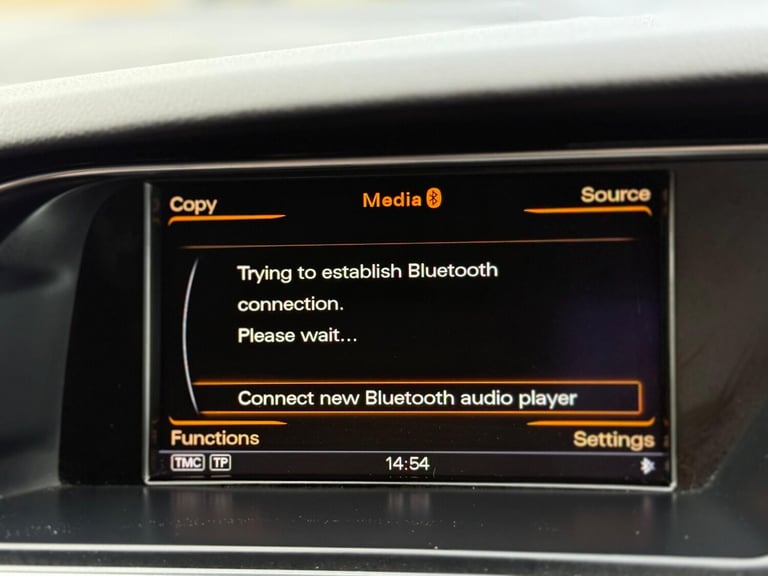 Copy
Media
Source
Trying to establish Bluetooth
connection.
Please wait...
Connect new Bluetooth audio player
Functions
Settings
TMC TP
14:54